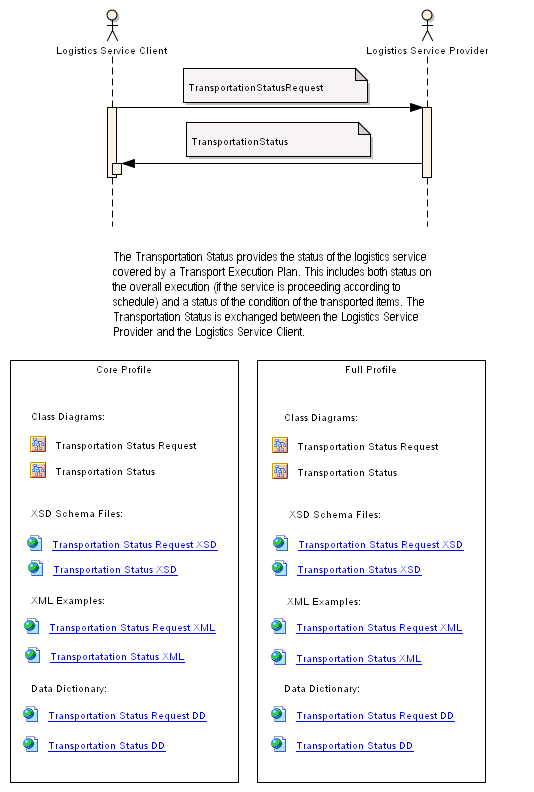 Logistics Service Client
Logistics Service Provider
TransportationStatusRequest
TransportationStatus
The Transportation Status provides the status of the logistics service
covered by a Transport Execution Plan. This includes both status on
the overall execution (if the service is proceeding according to
schedule) and a status of the condition of the transported items. The
Transportation Status is exchanged between the Logistics Service
Provider and the Logistics Service Client.
Core Profile
Class Diagrams:
Transportation Status Request
Transportation Status
XSD Schema Files:
Transportation Status Request XSD
Transportation Status XSD
XML Examples:
Transportation Status Request XML
Transportatation Status XML
Data Dictionary:
Transportation Status Request DD
Transportation Status DD
Full Profile
Class Diagrams:
Transportation Status Request
Transportation Status
XSD Schema Files:
Transportation Status Request XSD
Transportation Status XSD
XML Examples:
Transportation Status Request XML
Transportation Status XML
Data Dictionary:
Transportation Status Request DD
Transportation Status DD